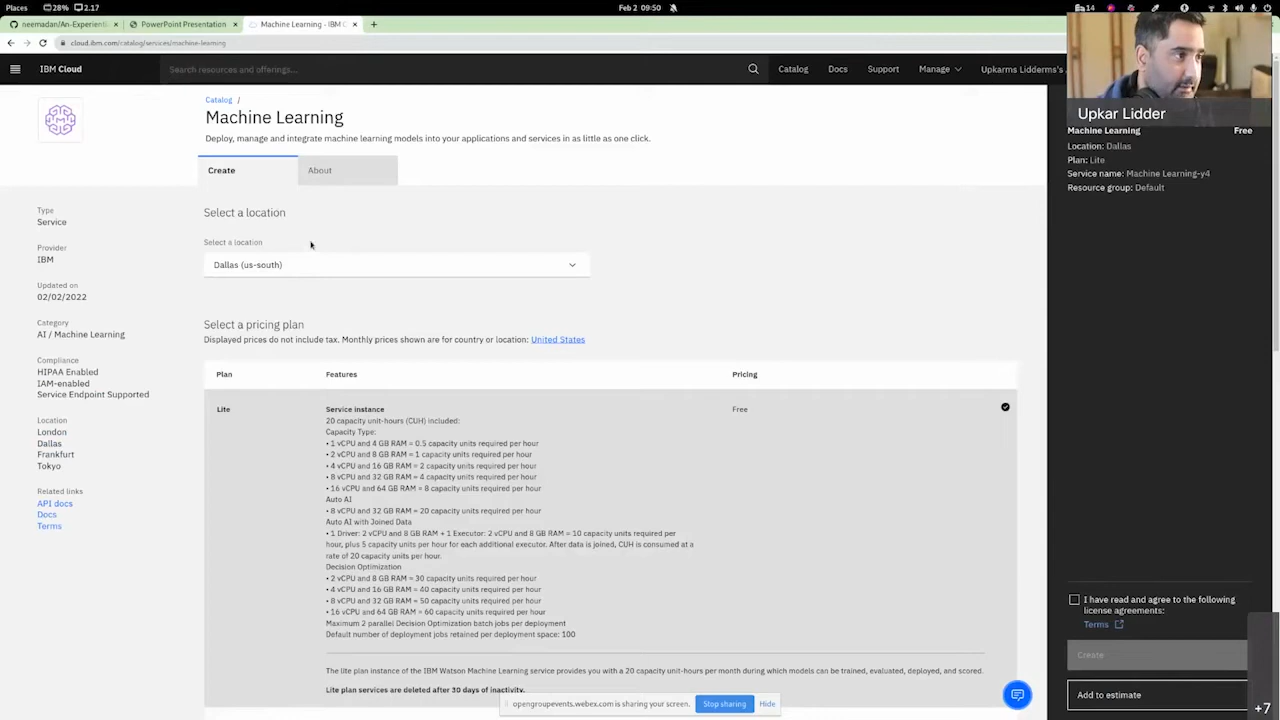 Places 28% 2.17
Feb 2 09:50
14
neemadan/An-Experienti
PowerPoint Presentation
Machine Learning - IBM C
cloud.ibm.com/catalog/services/machine-learning
IBM Cloud
Search resources and offerings...
Catalog
Docs
Support
Manage
Upkarms Lidderms's
Upkar Lidder
Catalog /
Machine Learning
Deploy, manage and integrate machine learning models into your applications and services in as little as one click.
Create
About
Type
Service
Provider
IBM
Updated on
02/02/2022
Category
AI / Machine Learning
Compliance
HIPAA Enabled
IAM-enabled
Service Endpoint Supported
Location
London
Dallas
Frankfurt
Tokyo
Related links
API docs
Docs
Terms
Select a location
Select a location
Dallas (us-south)
Select a pricing plan
Displayed prices do not include tax. Monthly prices shown are for country or location: United States
Plan
Features
Pricing
Lite
Service instance
Free
20 capacity unit-hours (CUH) included:
Capacity Type:
• 1 vCPU and 4 GB RAM = 0.5 capacity units required per hour
• 2 vCPU and 8 GB RAM = 1 capacity units required per hour
• 4 vCPU and 16 GB RAM = 2 capacity units required per hour
• 8 vCPU and 32 GB RAM = 4 capacity units required per hour
• 16 vCPU and 64 GB RAM = 8 capacity units required per hour
Auto AI
• 8 vCPU and 32 GB RAM = 20 capacity units required per hour
Auto AI with Joined Data
• 1 Driver: 2 vCPU and 8 GB RAM + 1 Executor: 2 vCPU and 8 GB RAM = 10 capacity units required per
hour, plus 5 capacity units per hour for each additional executor. After data is joined, CUH is consumed at a
rate of 20 capacity units per hour.
Decision Optimization
• 2 vCPU and 8 GB RAM = 30 capacity units required per hour
• 4 vCPU and 16 GB RAM = 40 capacity units required per hour
• 8 vCPU and 32 GB RAM = 50 capacity units required per hour
• 16 vCPU and 64 GB RAM = 60 capacity units required per hour
Maximum 2 parallel Decision Optimization batch jobs per deployment
Default number of deployment jobs retained per deployment space: 100
The lite plan instance of the IBM Watson Machine Learning service provides you with a 20 capacity unit-hours per month during which models can be trained, evaluated, deployed, and scored.
Lite plan services are deleted after 30 days of inactivity.
opengroupevents.webex.com is sharing your screen.
Stop sharing
Hide
Machine Learning
Free
Location: Dallas
Plan: Lite
Service name: Machine Learning-y4
Resource group: Default
I have read and agree to the following
license agreements:
Terms
Create
Add to estimate
+7